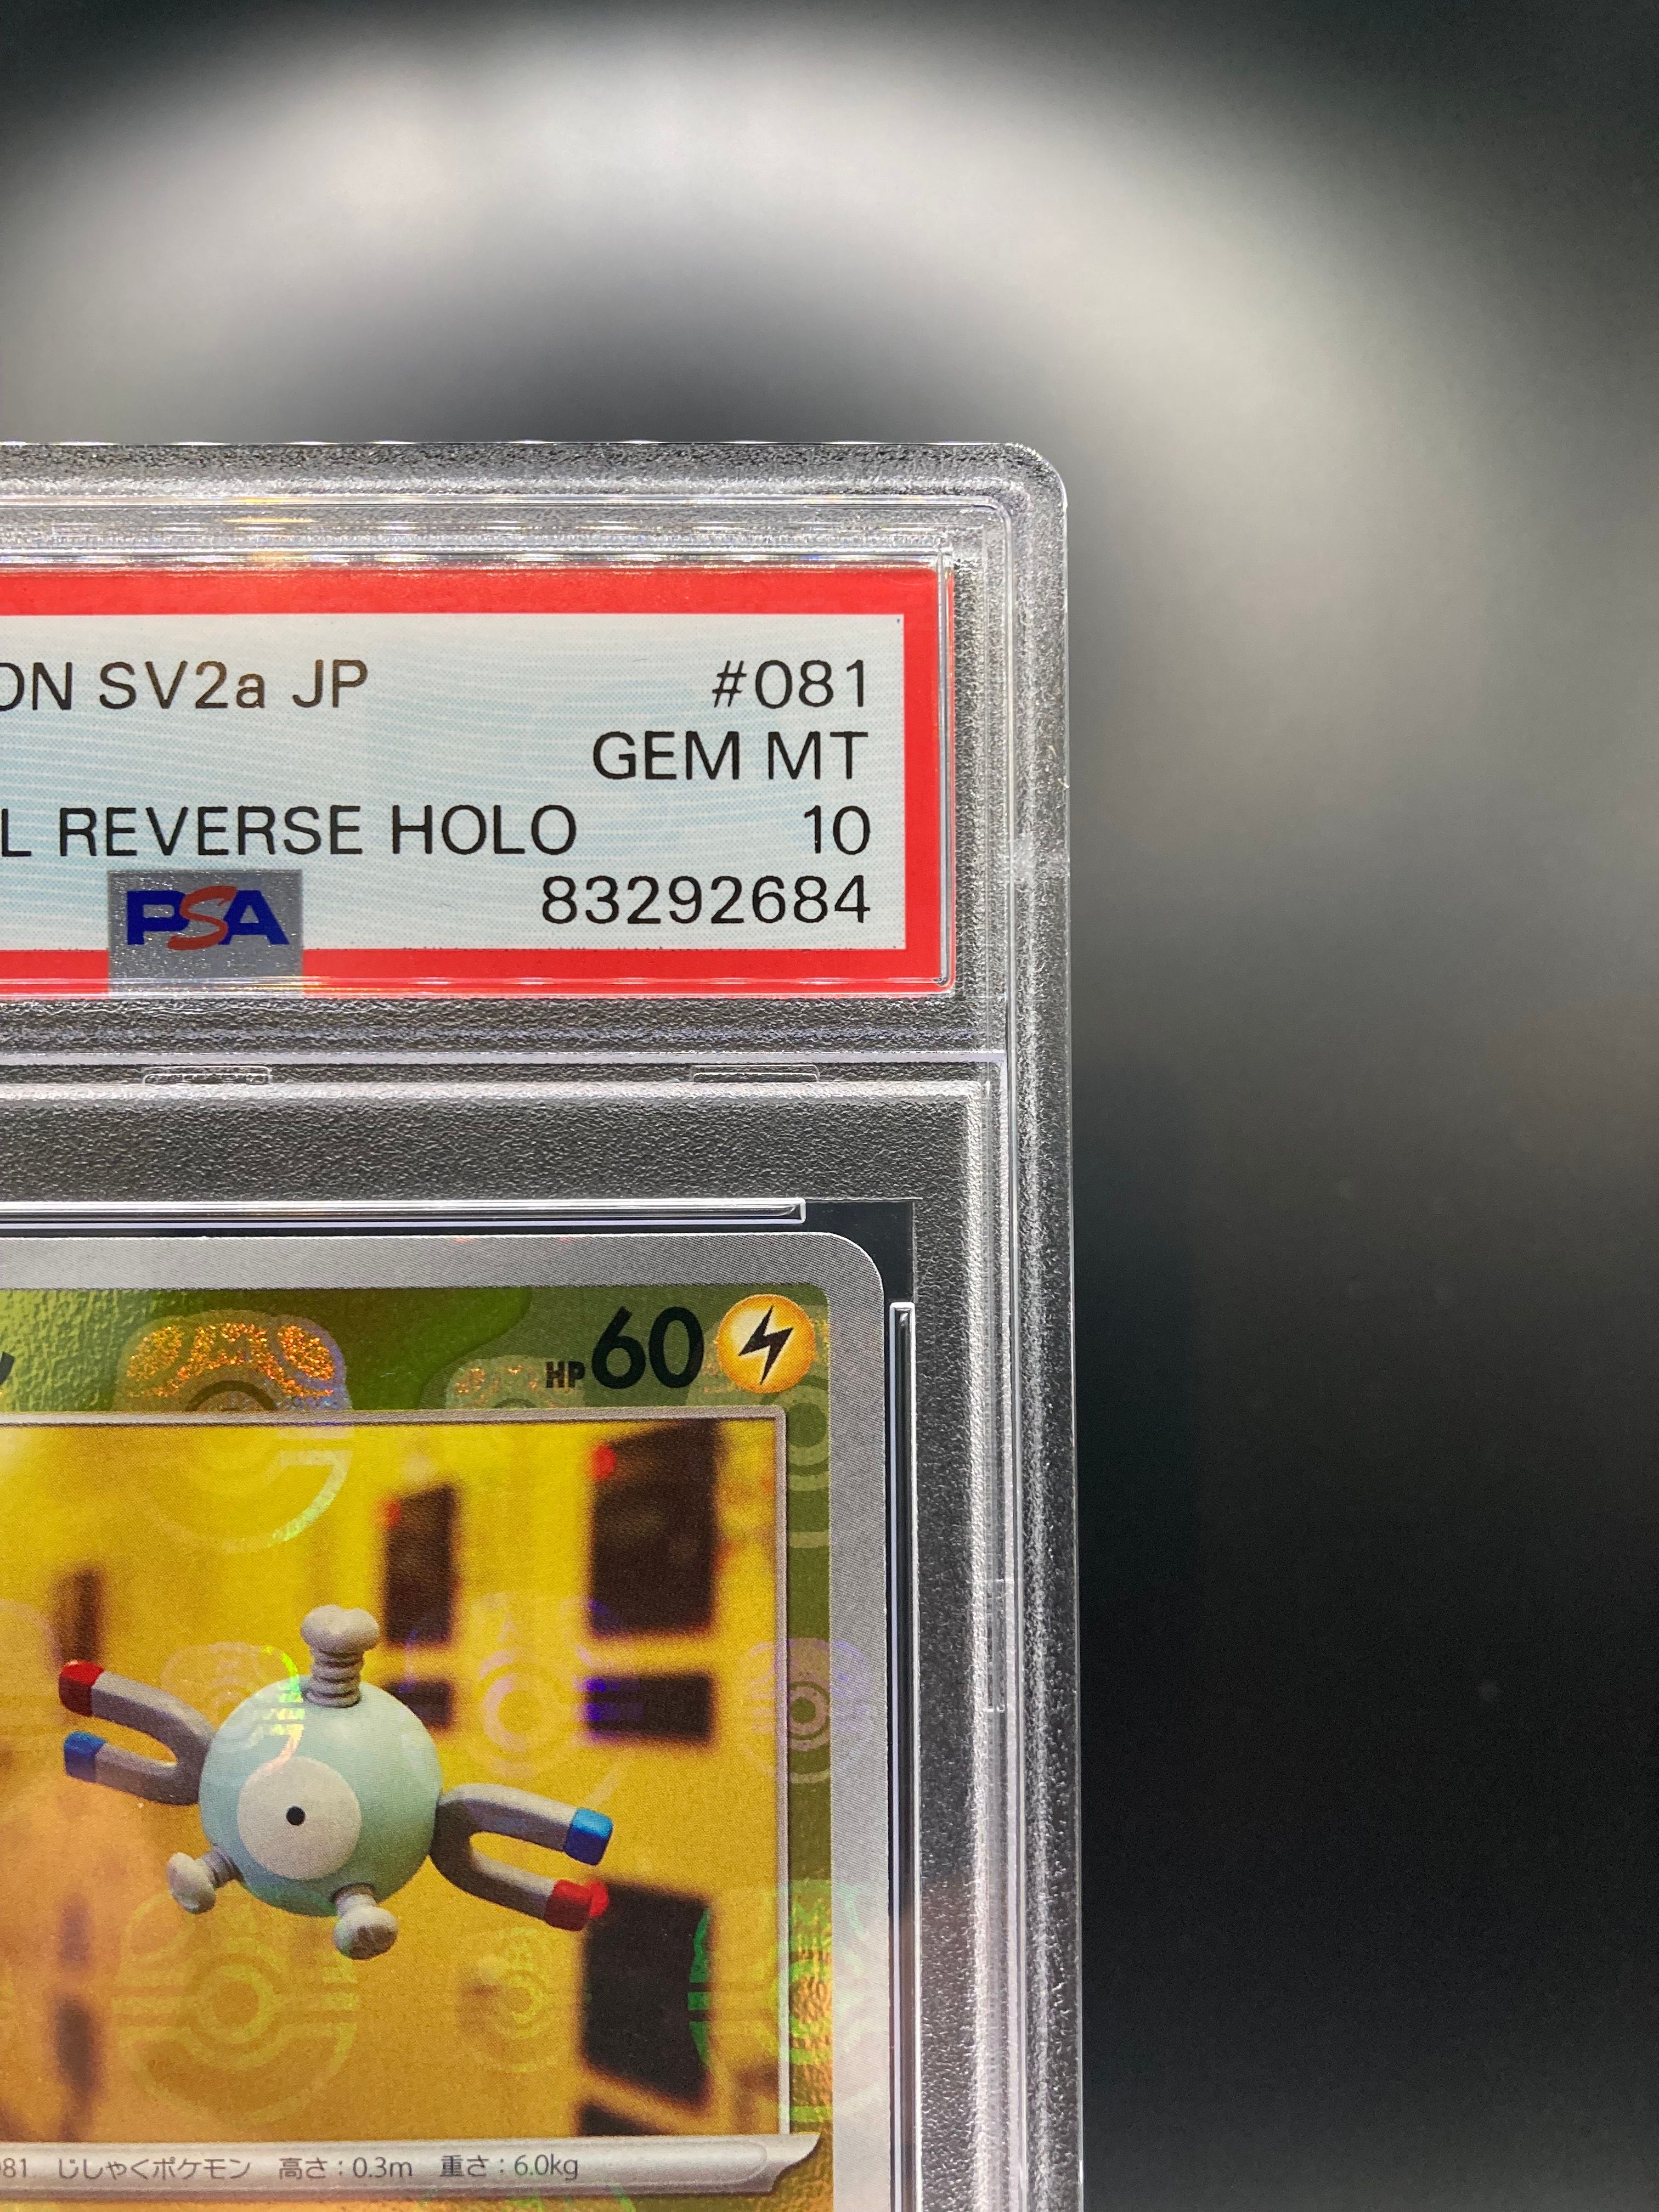 ON SV2a JP #081
GEM MT
L REVERSE HOLO 10
PSA 83292684
HP60
081 じしゃくポケモン 高さ:0.3m 重さ:6.0kg